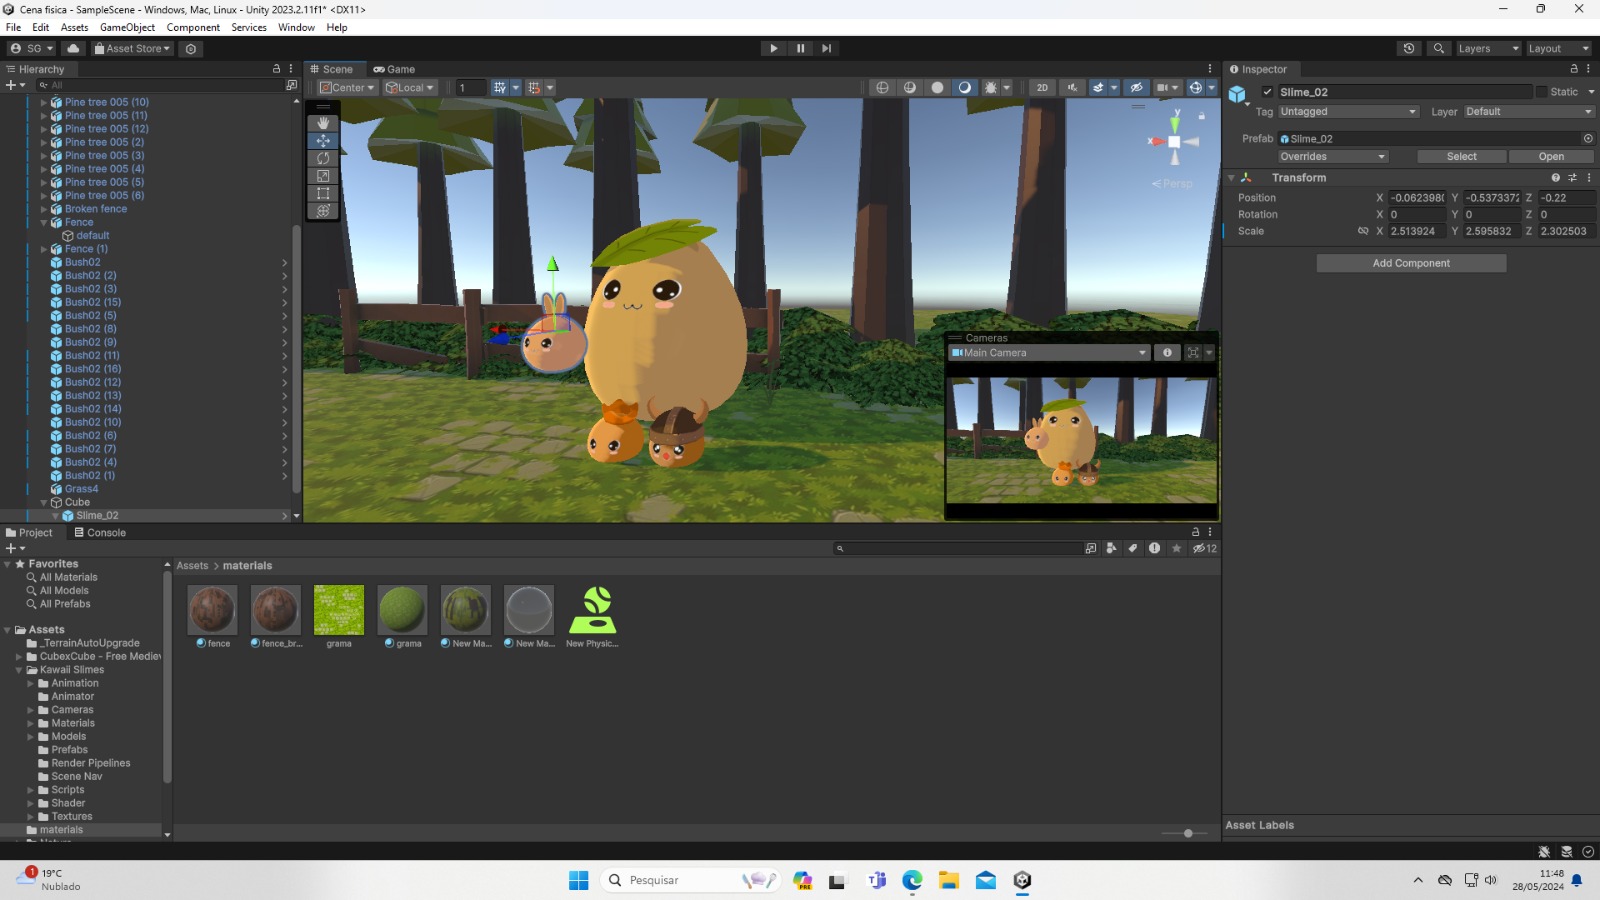 Cena fisica - SampleScene - Windows, Mac, Linux - Unity 2023.2.11f1* <DX11>
File Edit Assets GameObject Component Services Window Help
SG Asset Store Layers Layout
Hierarchy
All
Pine tree 005 (10)
Pine tree 005 (11)
Pine tree 005 (12)
Pine tree 005 (2)
Pine tree 005 (3)
Pine tree 005 (4)
Pine tree 005 (5)
Pine tree 005 (6)
Broken fence
Fence
default
Fence (1)
Bush02
Bush02 (2)
Bush02 (3)
Bush02 (15)
Bush02 (5)
Bush02 (8)
Bush02 (9)
Bush02 (11)
Bush02 (16)
Bush02 (12)
Bush02 (13)
Bush02 (14)
Bush02 (10)
Bush02 (6)
Bush02 (7)
Bush02 (4)
Bush02 (1)
Grass4
Cube
Slime_02
Scene Game
Center Local 1 2D
y
x
Persp
Cameras
Main Camera
Inspector
Slime_02 Static
Tag Untagged Layer Default
Prefab Slime_02
Overrides Select Open
Transform
Position X -0.0623980 Y -0.5373372 Z -0.22
Rotation X 0 Y 0 Z 0
Scale X 2.513924 Y 2.595832 Z 2.302503
Add Component
Asset Labels
Project Console
12
Favorites
All Materials
All Models
All Prefabs
Assets
_TerrainAutoUpgrade
CubexCube - Free Mediev
Kawaii Slimes
Animation
Animator
Cameras
Materials
Models
Prefabs
Render Pipelines
Scene Nav
Scripts
Shader
Textures
materials
Assets > materials
fence fence_br... grama grama New Ma... New Ma... New Physic...
1
19°C
Nublado
Pesquisar
PRE
11:48
28/05/2024